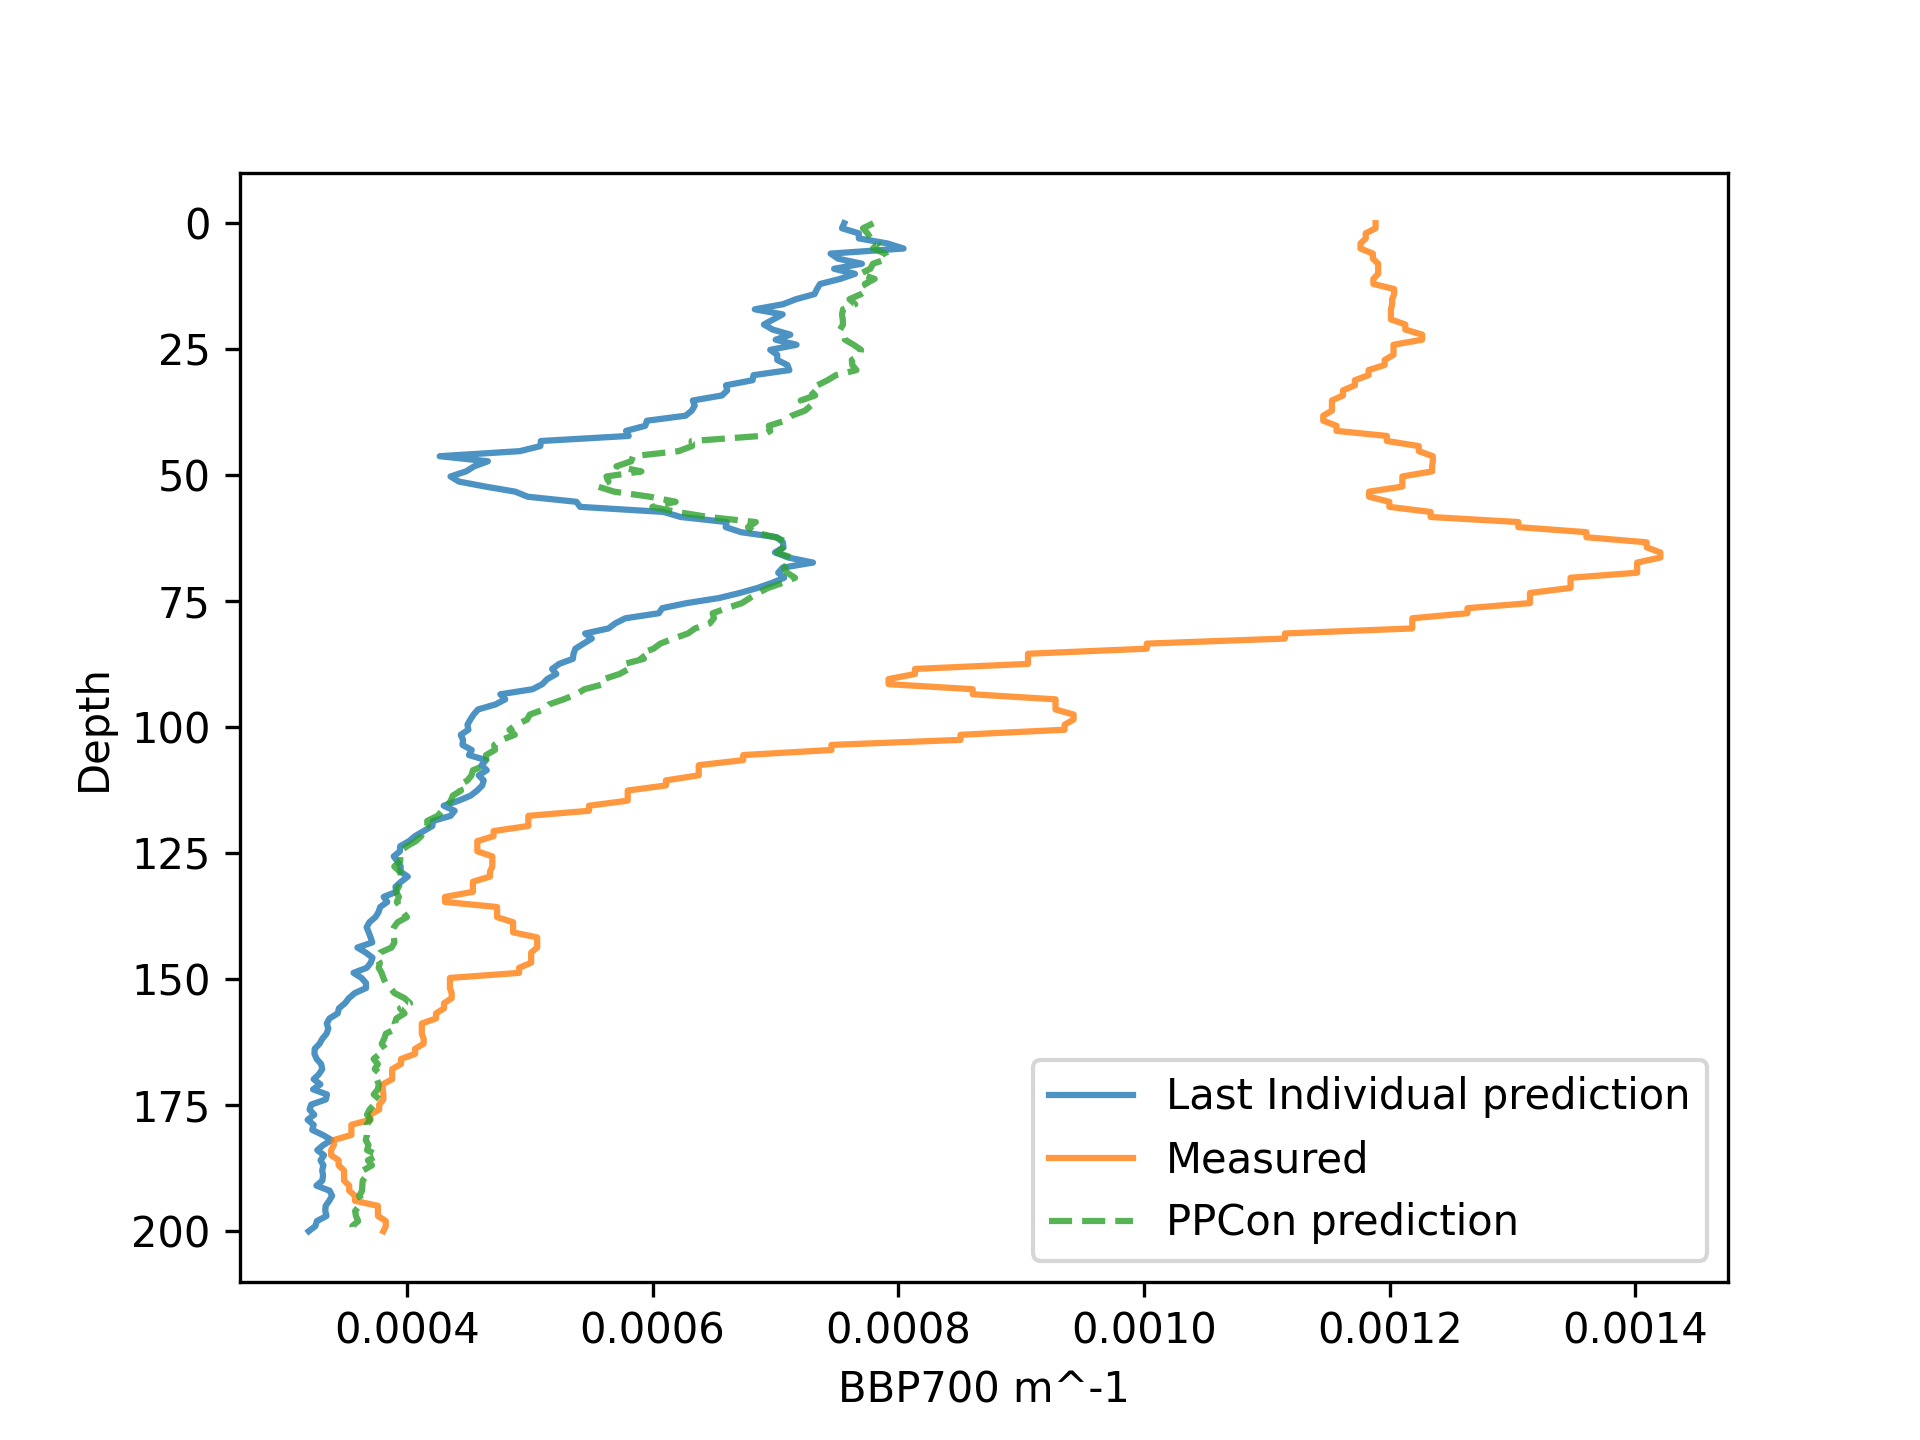 0
25
50
75
100
125
150
175
200
Depth
Last Individual prediction
Measured
PPCon prediction
0.0004 0.0006 0.0008 0.0010 0.0012 0.0014
BBP700 m^-1